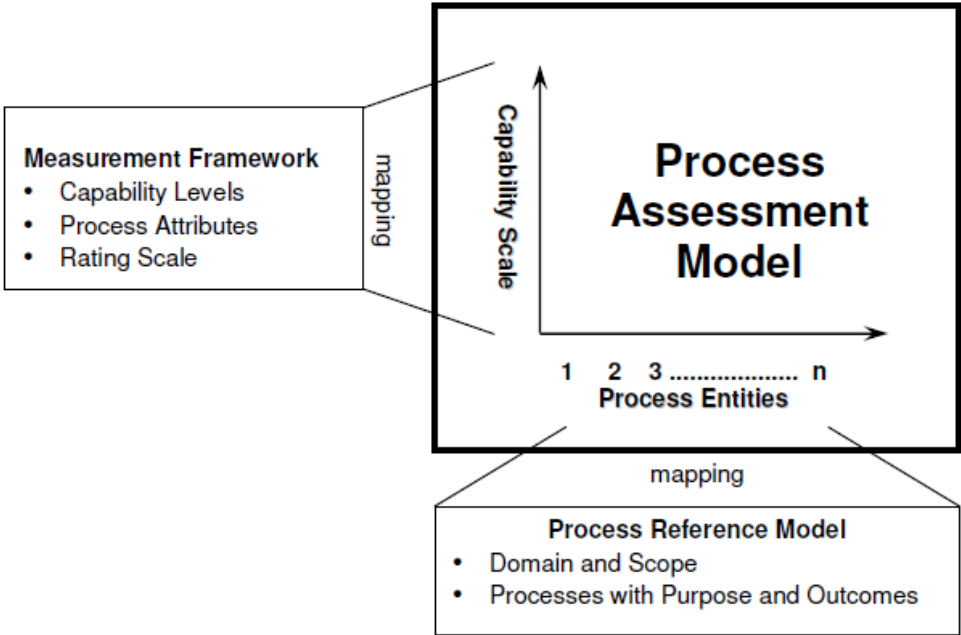 Measurement Framework
• Capability Levels
• Process Attributes
• Rating Scale
mapping
Capability Scale
Process
Assessment
Model
1 2 3 ................... n
Process Entities
mapping
Process Reference Model
• Domain and Scope
• Processes with Purpose and Outcomes